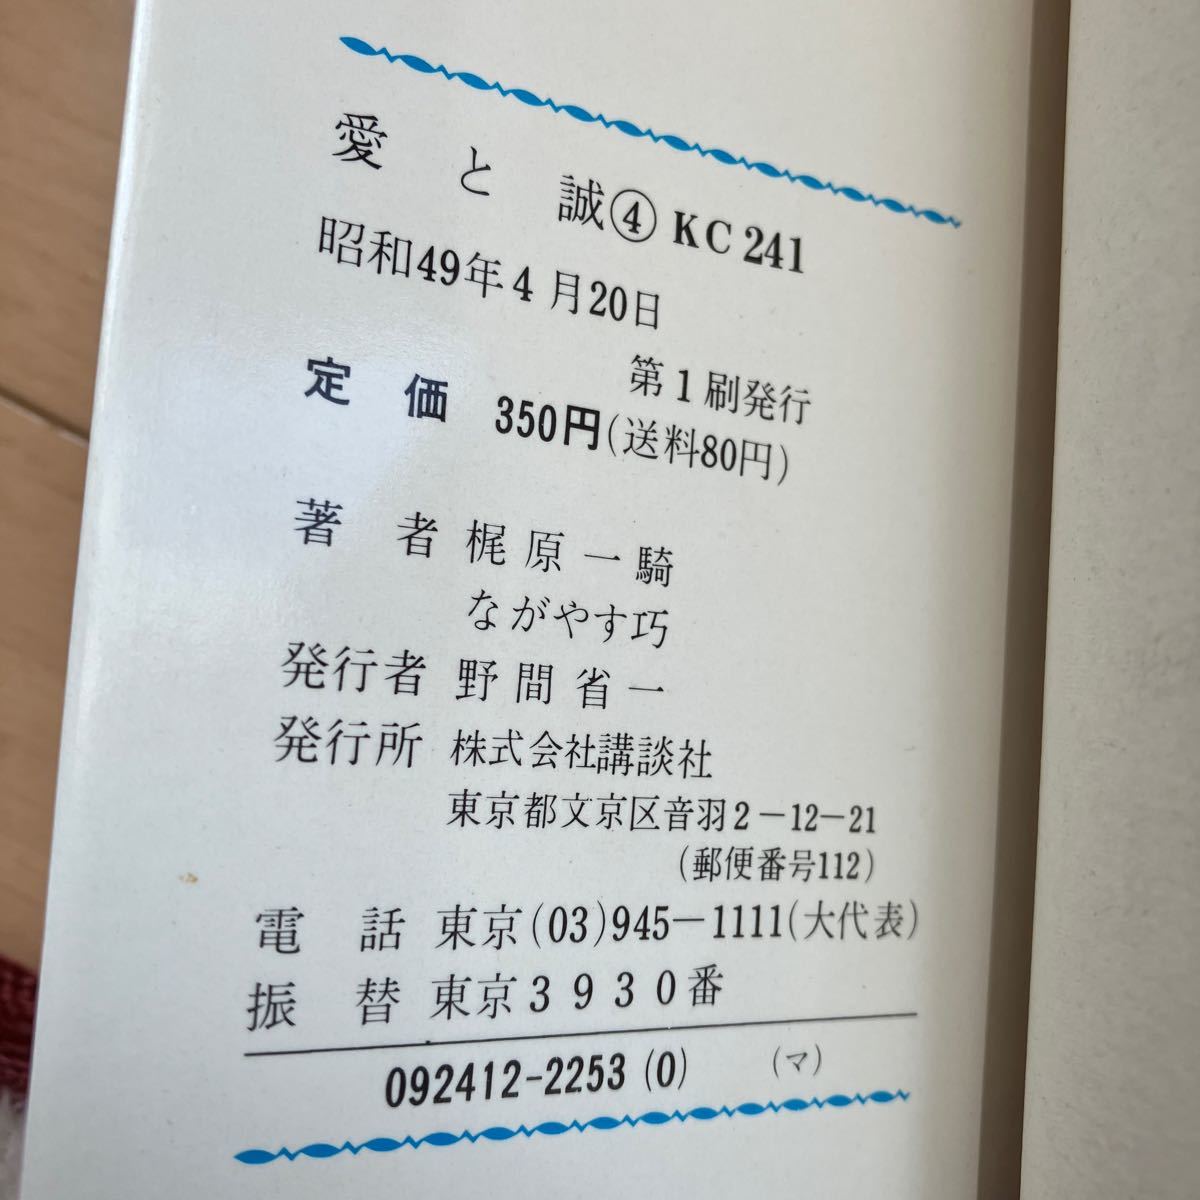 愛と誠④ KC241
昭和49年4月20日
第1刷発行
定価 350円(送料80円)
著者 梶原一騎
ながやす巧
発行者 野間省一
発行所 株式会社講談社
東京都文京区音羽2-12-21
(郵便番号112)
電話 東京(03)945-1111(大代表)
振替 東京3930番
092412-2253(0) (マ)